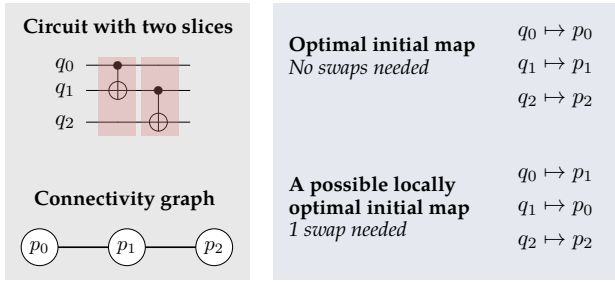 Circuit with two slices
q₀
q₁
q₂
Connectivity graph
p₀ p₁ p₂
Optimal initial map
No swaps needed
q₀ ↦ p₀
q₁ ↦ p₁
q₂ ↦ p₂
A possible locally
optimal initial map
1 swap needed
q₀ ↦ p₁
q₁ ↦ p₀
q₂ ↦ p₂